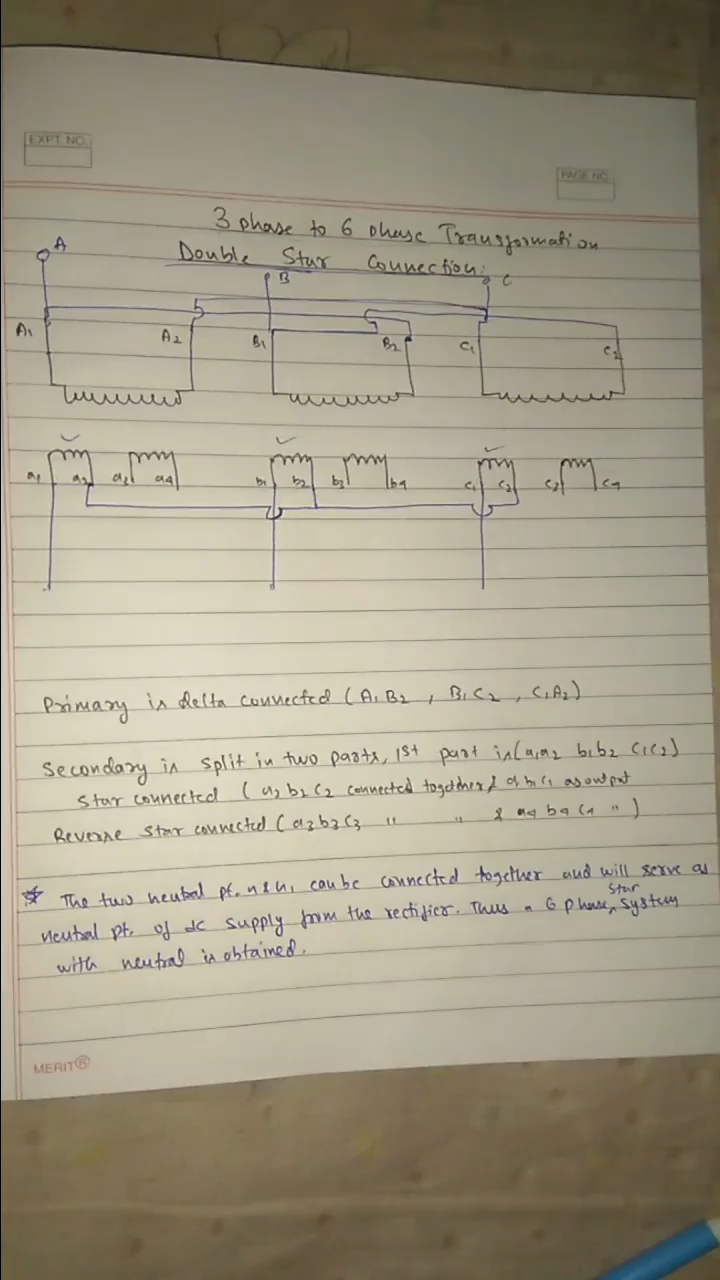 EXPT. NO.
PAGE NO.
3 phase to 6 phase Transformation
Double Star Connection:
A
B
C
A1 A2 B1 B2 C1 C2
a1 a2 a3 a4 b1 b2 b3 b4 c1 c2 c3 c4
Primary is delta connected (A1B2, B1C2, C1A2)
Secondary is split in two parts, 1st part is (a1a2 b1b2 c1c2)
Star connected (a2 b2 c2 connected together & a1 b1 c1 as output
Reverse star connected (a3 b3 c3 " " & a4 b4 c4 " )
* The two neutral pt. n & n1 can be connected together and will serve as
neutral pt. of dc supply from the rectifier. Thus a 6 phase star system
with neutral is obtained.
MERIT®